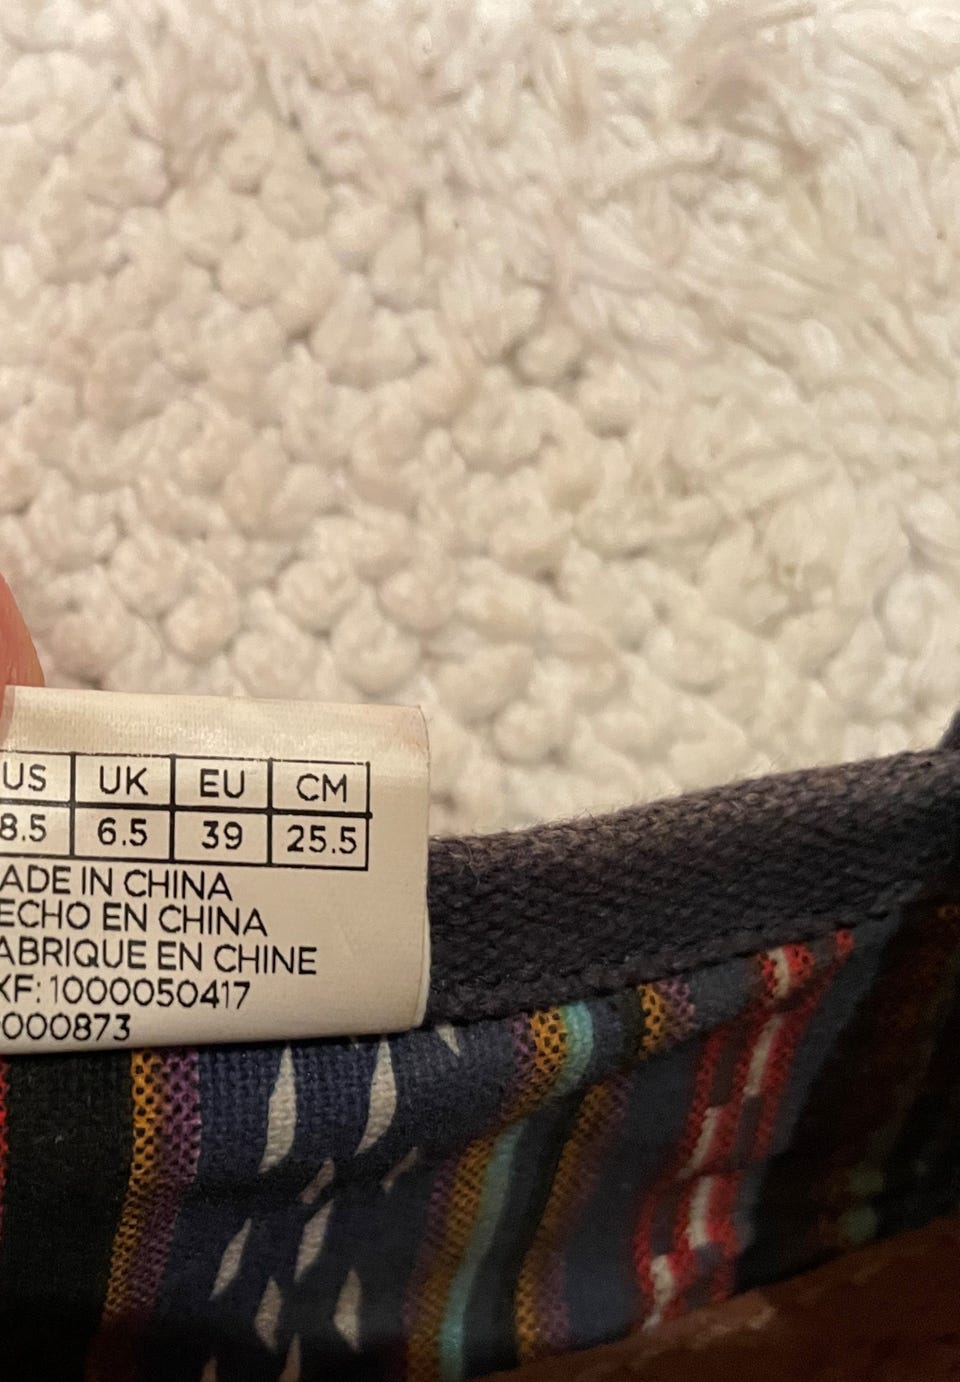 US UK EU CM
8.5 6.5 39 25.5
ADE IN CHINA
ECHO EN CHINA
ABRIQUE EN CHINE
XF: 1000050417
000873